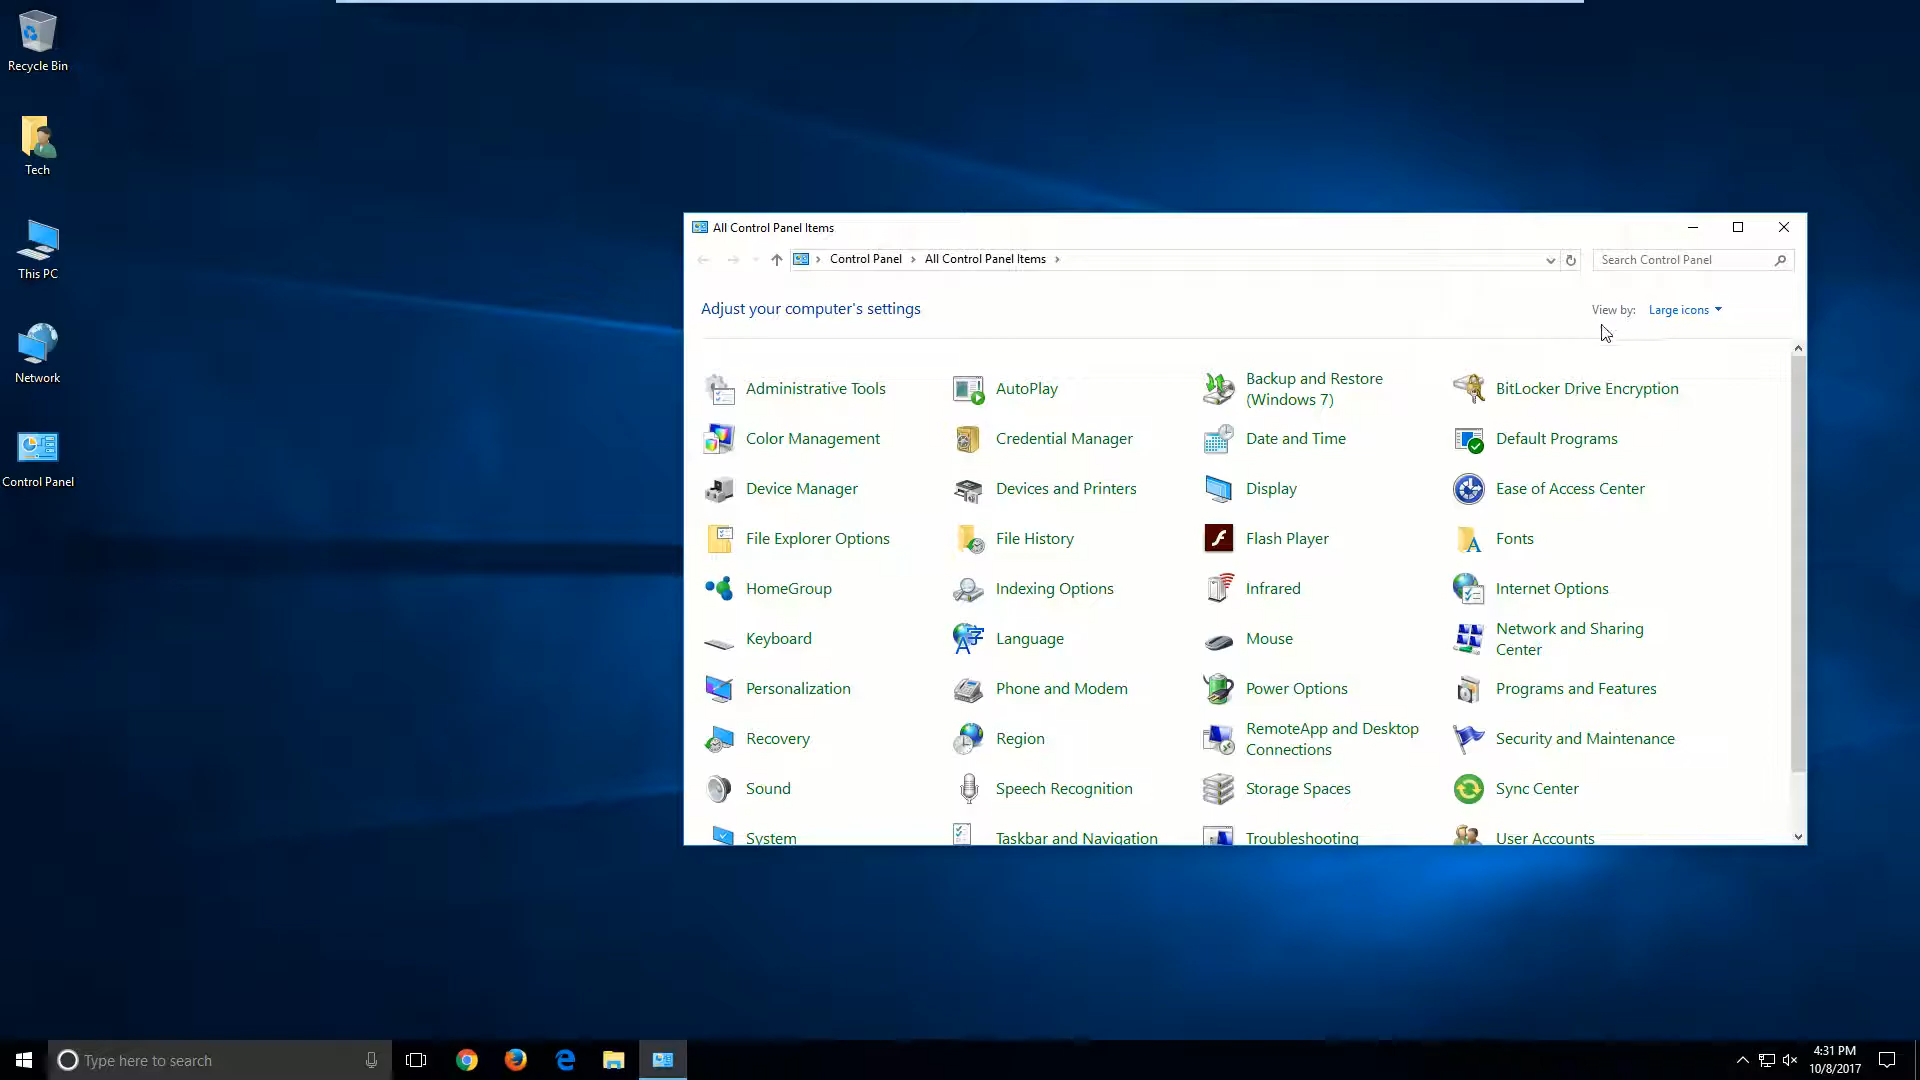 Recycle Bin
Tech
This PC
Network
Control Panel
All Control Panel Items
Control Panel All Control Panel Items
Search Control Panel
Adjust your computer's settings
View by: Large icons
Administrative Tools
AutoPlay
Backup and Restore
(Windows 7)
BitLocker Drive Encryption
Color Management
Credential Manager
Date and Time
Default Programs
Device Manager
Devices and Printers
Display
Ease of Access Center
File Explorer Options
File History
Flash Player
Fonts
HomeGroup
Indexing Options
Infrared
Internet Options
Keyboard
Language
Mouse
Network and Sharing
Center
Personalization
Phone and Modem
Power Options
Programs and Features
Recovery
Region
RemoteApp and Desktop
Connections
Security and Maintenance
Sound
Speech Recognition
Storage Spaces
Sync Center
System
Taskbar and Navigation
Troubleshooting
User Accounts
Type here to search
4:31 PM
10/8/2017